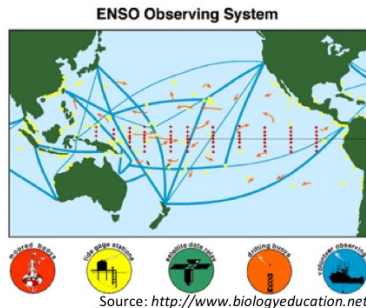 ENSO Observing System
moored buoys
tide gage stations
satellite data relay
drifting buoys
volunteer observing
Source: http://www.biologyeducation.net